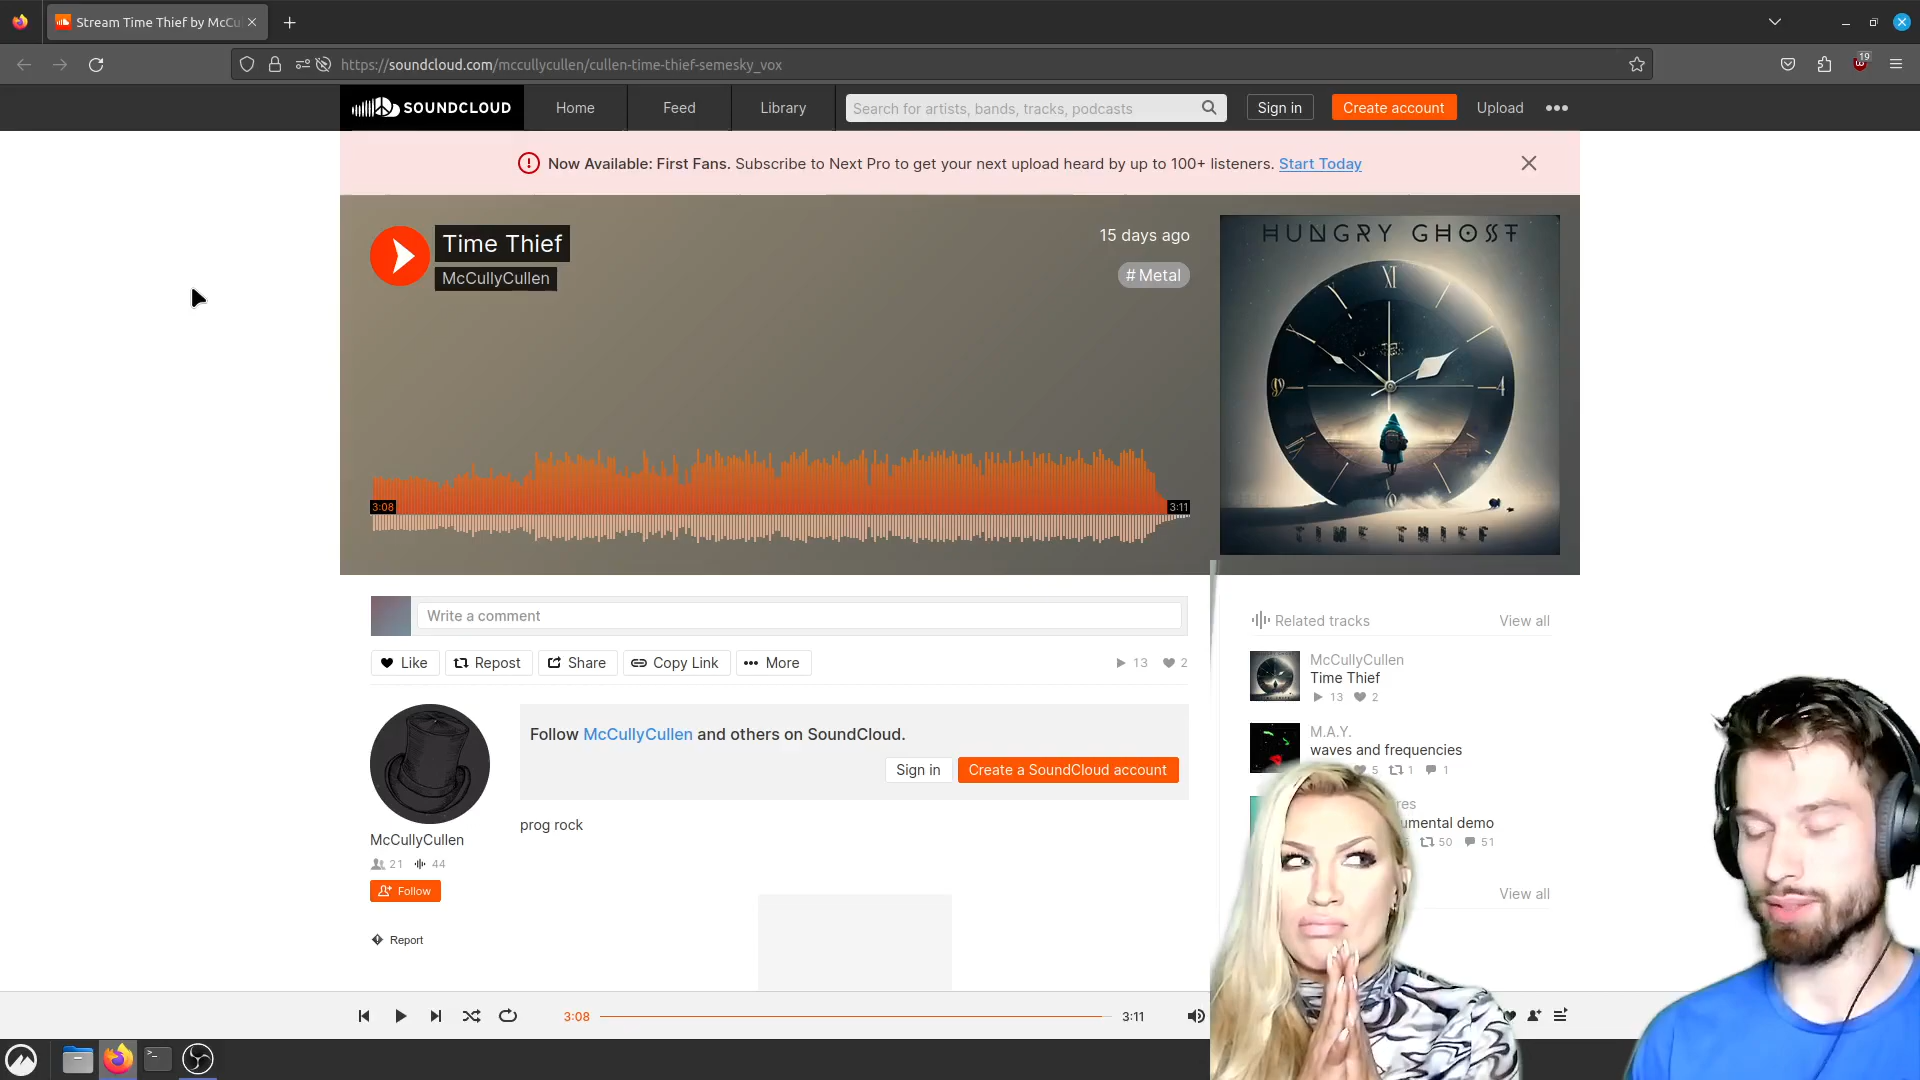 Stream Time Thief by McCu
https://soundcloud.com/mccullycullen/cullen-time-thief-semesky_vox
19
SOUNDCLOUD
Home
Feed
Library
Search for artists, bands, tracks, podcasts
Sign in
Create account
Upload
Now Available: First Fans. Subscribe to Next Pro to get your next upload heard by up to 100+ listeners. Start Today
Time Thief
McCullyCullen
15 days ago
# Metal
3:08
3:11
HUNGRY GHOST
XI
TIME THIEF
Write a comment
Like
Repost
Share
Copy Link
More
13
2
Follow McCullyCullen and others on SoundCloud.
Sign in
Create a SoundCloud account
McCullyCullen
21
44
Follow
Report
prog rock
Related tracks
View all
McCullyCullen
Time Thief
13
2
M.A.Y.
waves and frequencies
5
1
1
res
umental demo
50
51
View all
3:08
3:11